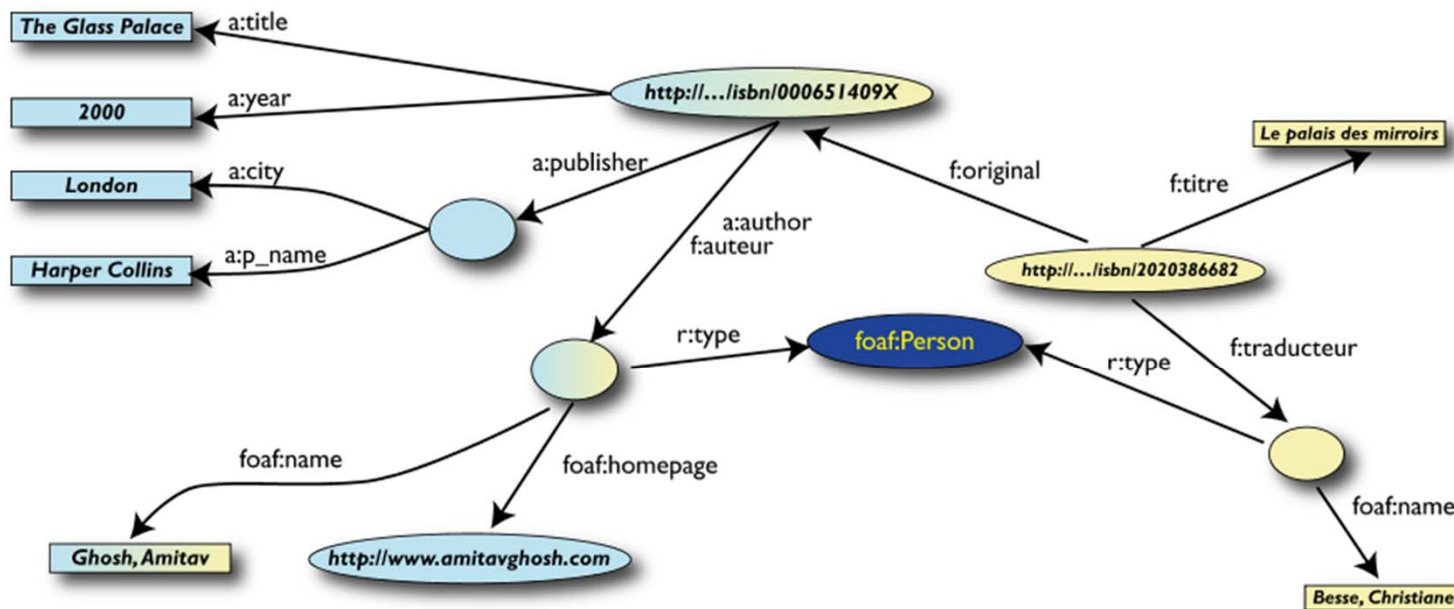 The Glass Palace
a:title
http://.../isbn/000651409X
2000
a:year
Le palais des mirroirs
London
a:city
a:publisher
f:original
f:titre
a:author
f:auteur
Harper Collins
a:p_name
http://.../isbn/2020386682
r:type
foaf:Person
f:traducteur
r:type
foaf:name
foaf:homepage
foaf:name
Ghosh, Amitav
http://www.amitavghosh.com
Besse, Christiane